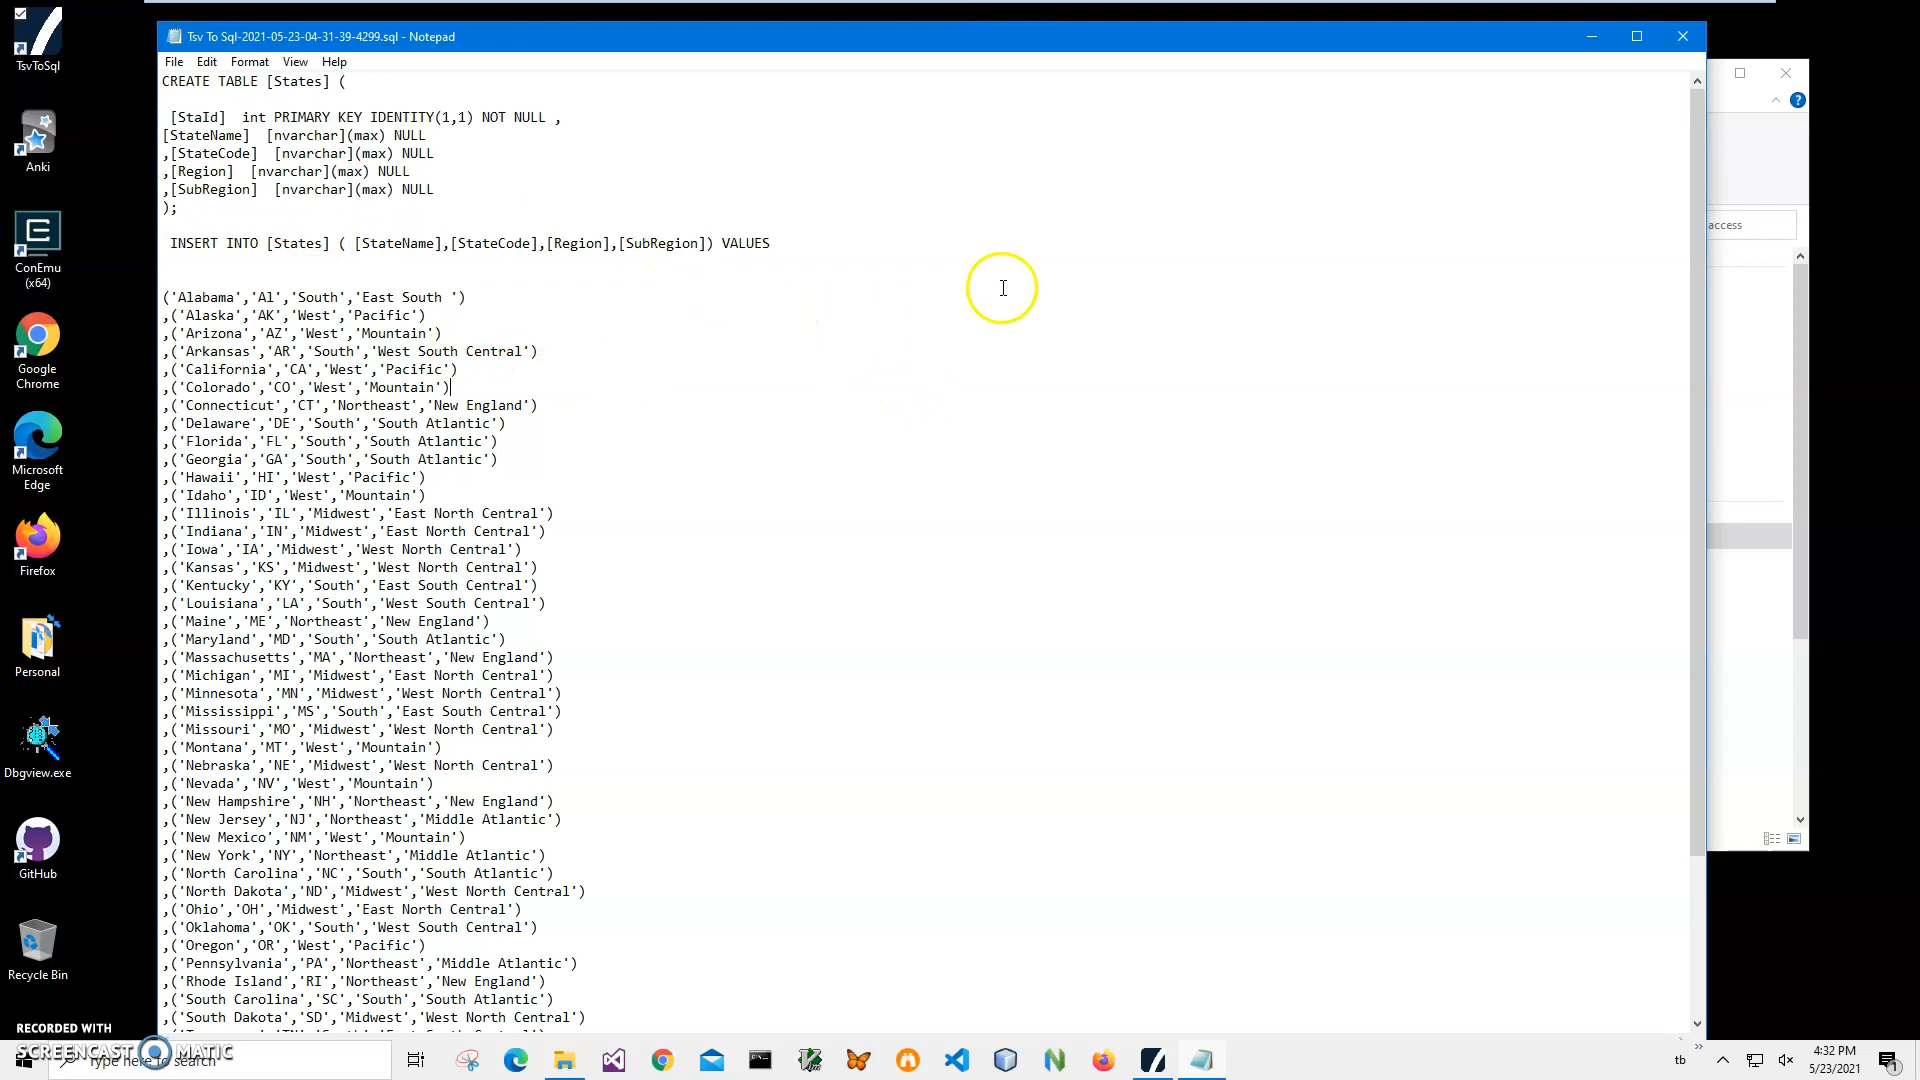 Tsv To Sql-2021-05-23-04-31-39-4299.sql - Notepad
File Edit Format View Help
CREATE TABLE [States] (
[StaId] int PRIMARY KEY IDENTITY(1,1) NOT NULL ,
[StateName] [nvarchar](max) NULL
,[StateCode] [nvarchar](max) NULL
,[Region] [nvarchar](max) NULL
,[SubRegion] [nvarchar](max) NULL
);
INSERT INTO [States] ( [StateName],[StateCode],[Region],[SubRegion]) VALUES
('Alabama','Al','South','East South ')
,('Alaska','AK','West','Pacific')
,('Arizona','AZ','West','Mountain')
,('Arkansas','AR','South','West South Central')
,('California','CA','West','Pacific')
,('Colorado','CO','West','Mountain')
,('Connecticut','CT','Northeast','New England')
,('Delaware','DE','South','South Atlantic')
,('Florida','FL','South','South Atlantic')
,('Georgia','GA','South','South Atlantic')
,('Hawaii','HI','West','Pacific')
,('Idaho','ID','West','Mountain')
,('Illinois','IL','Midwest','East North Central')
,('Indiana','IN','Midwest','East North Central')
,('Iowa','IA','Midwest','West North Central')
,('Kansas','KS','Midwest','West North Central')
,('Kentucky','KY','South','East South Central')
,('Louisiana','LA','South','West South Central')
,('Maine','ME','Northeast','New England')
,('Maryland','MD','South','South Atlantic')
,('Massachusetts','MA','Northeast','New England')
,('Michigan','MI','Midwest','East North Central')
,('Minnesota','MN','Midwest','West North Central')
,('Mississippi','MS','South','East South Central')
,('Missouri','MO','Midwest','West North Central')
,('Montana','MT','West','Mountain')
,('Nebraska','NE','Midwest','West North Central')
,('Nevada','NV','West','Mountain')
,('New Hampshire','NH','Northeast','New England')
,('New Jersey','NJ','Northeast','Middle Atlantic')
,('New Mexico','NM','West','Mountain')
,('New York','NY','Northeast','Middle Atlantic')
,('North Carolina','NC','South','South Atlantic')
,('North Dakota','ND','Midwest','West North Central')
,('Ohio','OH','Midwest','East North Central')
,('Oklahoma','OK','South','West South Central')
,('Oregon','OR','West','Pacific')
,('Pennsylvania','PA','Northeast','Middle Atlantic')
,('Rhode Island','RI','Northeast','New England')
,('South Carolina','SC','South','South Atlantic')
,('South Dakota','SD','Midwest','West North Central')
TsvToSql
Anki
ConEmu
(x64)
Google
Chrome
Microsoft
Edge
Firefox
Personal
Dbgview.exe
GitHub
Recycle Bin
access
RECORDED WITH
SCREENCAST MATIC
Type here to search
tb
4:32 PM
5/23/2021
1